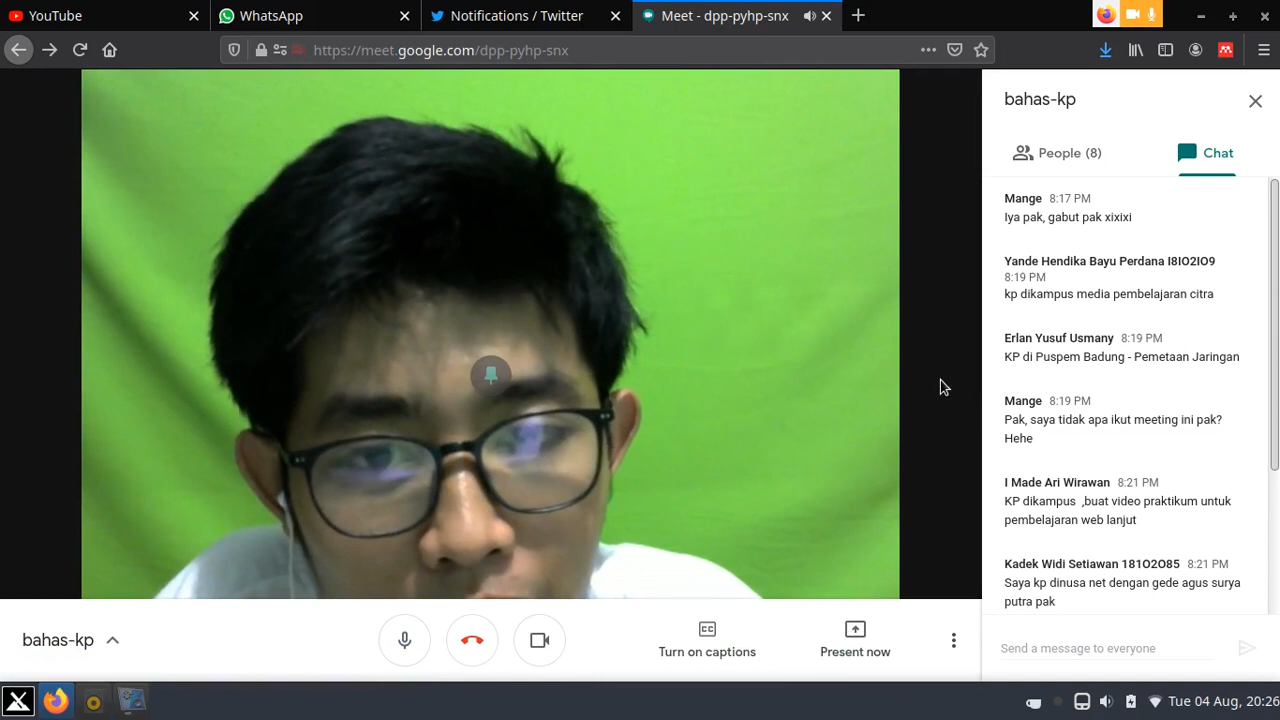 YouTube
WhatsApp
Notifications / Twitter
Meet - dpp-pyhp-snx
https://meet.google.com/dpp-pyhp-snx
bahas-kp
People (8)
Chat
Mange 8:17 PM
Iya pak, gabut pak xixixi
Yande Hendika Bayu Perdana I8IO2IO9
8:19 PM
kp dikampus media pembelajaran citra
Erlan Yusuf Usmany 8:19 PM
KP di Puspem Badung - Pemetaan Jaringan
Mange 8:19 PM
Pak, saya tidak apa ikut meeting ini pak?
Hehe
I Made Ari Wirawan 8:21 PM
KP dikampus ,buat video praktikum untuk
pembelajaran web lanjut
Kadek Widi Setiawan 181O2O85 8:21 PM
Saya kp dinusa net dengan gede agus surya
putra pak
Send a message to everyone
bahas-kp
Turn on captions
Present now
Tue 04 Aug, 20:26